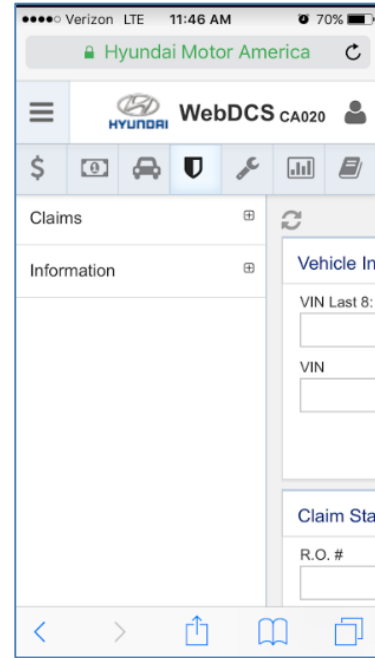 Verizon LTE 11:46 AM 70%
Hyundai Motor America
HYUNDAI WebDCS CA020
$
Claims
Information
Vehicle In
VIN Last 8:
VIN
Claim Sta
R.O. #